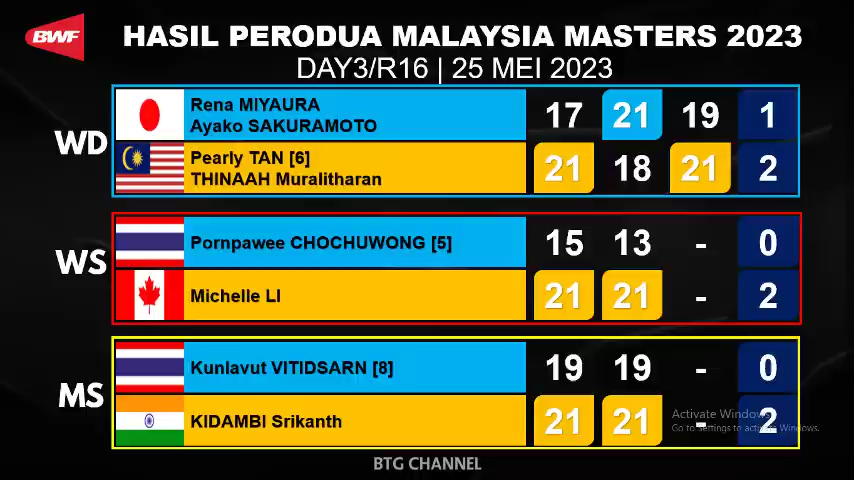 BWF
HASIL PERODUA MALAYSIA MASTERS 2023
DAY3/R16 | 25 MEI 2023
WD
Rena MIYAURA
Ayako SAKURAMOTO
17 21 19 1
Pearly TAN [6]
THINAAH Muralitharan
21 18 21 2
WS
Pornpawee CHOCHUWONG [5] 15 13 - 0
Michelle LI 21 21 - 2
MS
Kunlavut VITIDSARN [8] 19 19 - 0
KIDAMBI Srikanth 21 21 - 2
Activate Windows
Go to Settings to activate Windows.
BTG CHANNEL